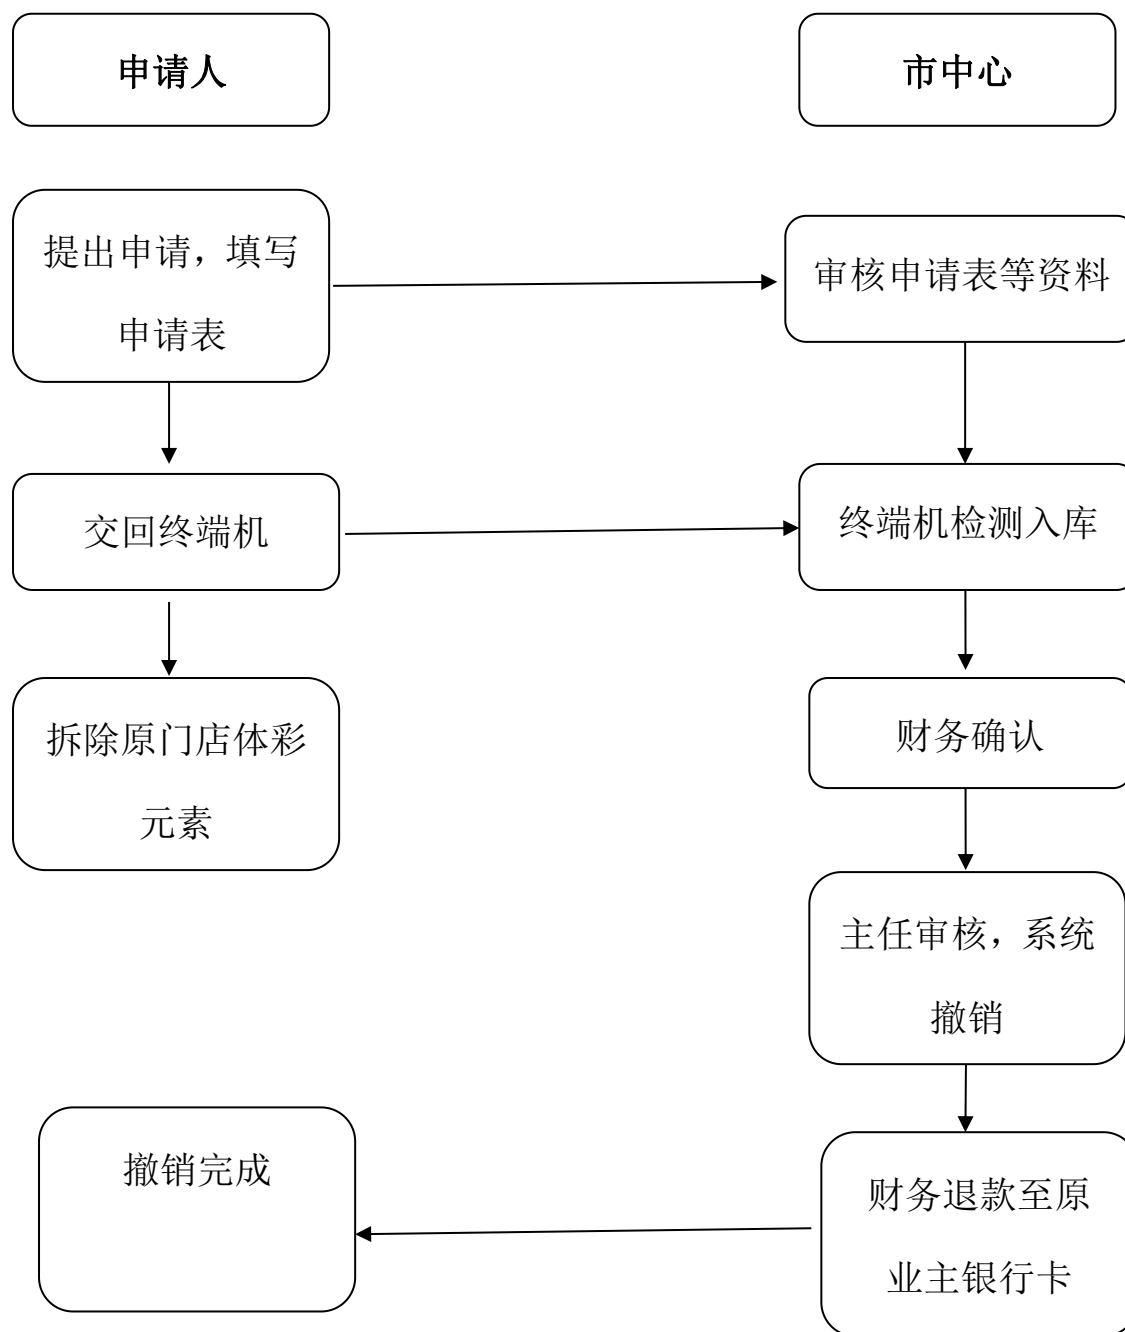 申请人
市中心
提出申请，填写
申请表
审核申请表等资料
交回终端机
终端机检测入库
拆除原门店体彩
元素
财务确认
主任审核，系统
撤销
撤销完成
财务退款至原
业主银行卡